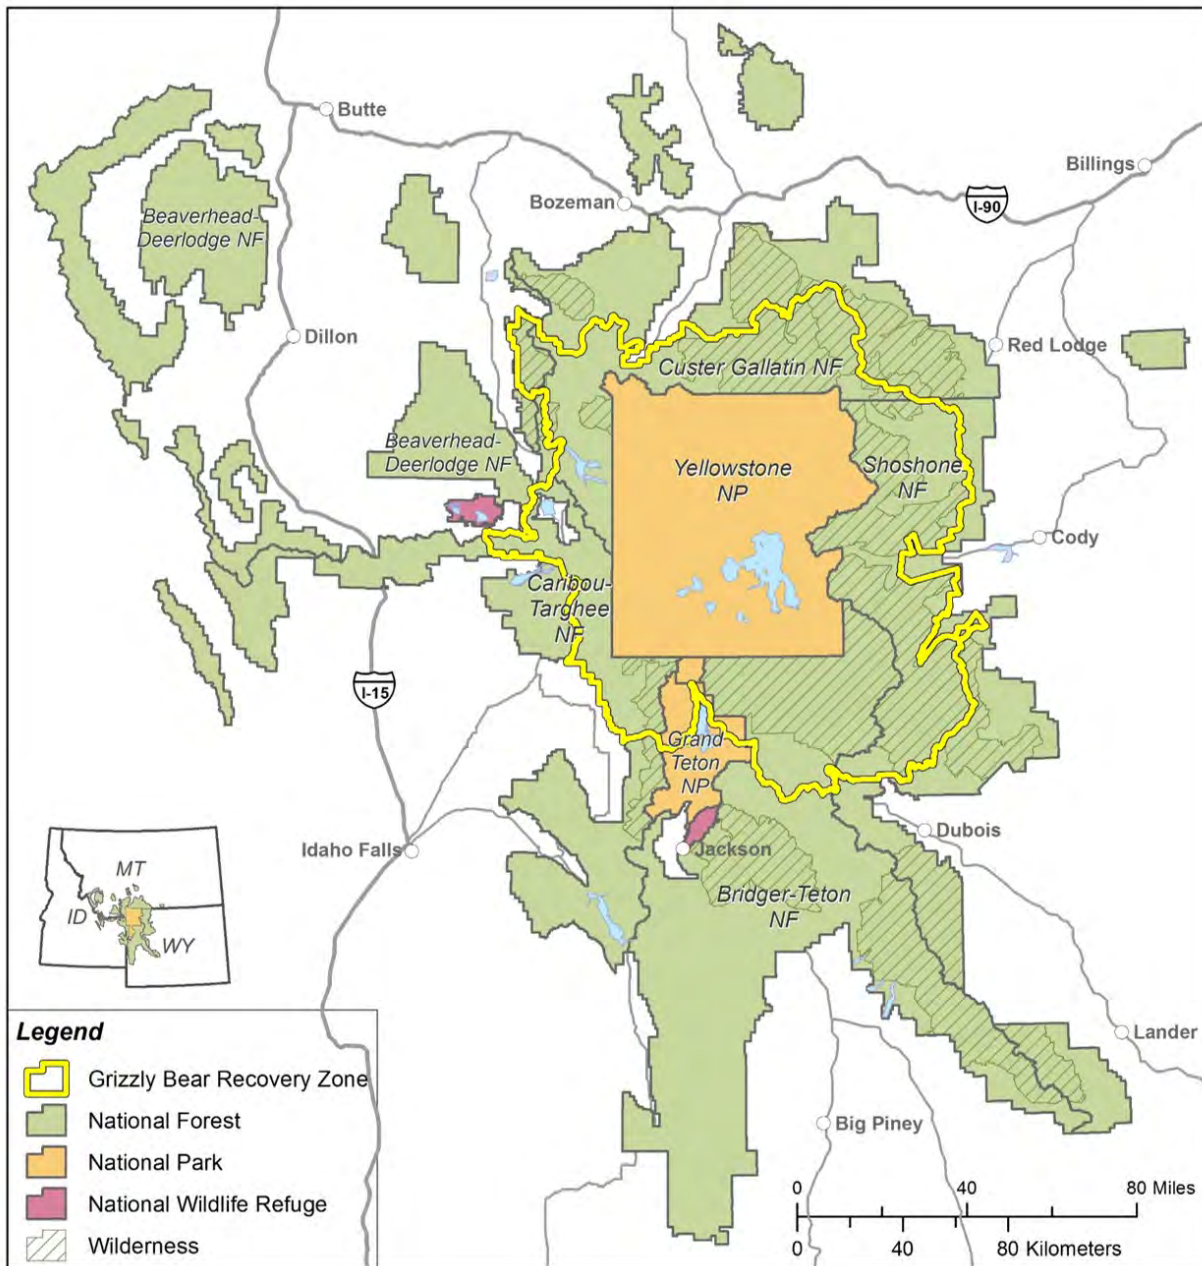 Butte
Billings
Bozeman
I-90
Beaverhead-
Deerlodge NF
Dillon
Red Lodge
Custer Gallatin NF
Beaverhead-
Deerlodge NF
Yellowstone
NP
Shoshone
NF
Cody
Caribou-
Targhee
NF
I-15
Grand
Teton
NP
Idaho Falls
Jackson
Dubois
Bridger-Teton
NF
MT
ID
WY
Lander
Big Piney
Legend
Grizzly Bear Recovery Zone
National Forest
National Park
National Wildlife Refuge
Wilderness
0 40 80 Miles
0 40 80 Kilometers